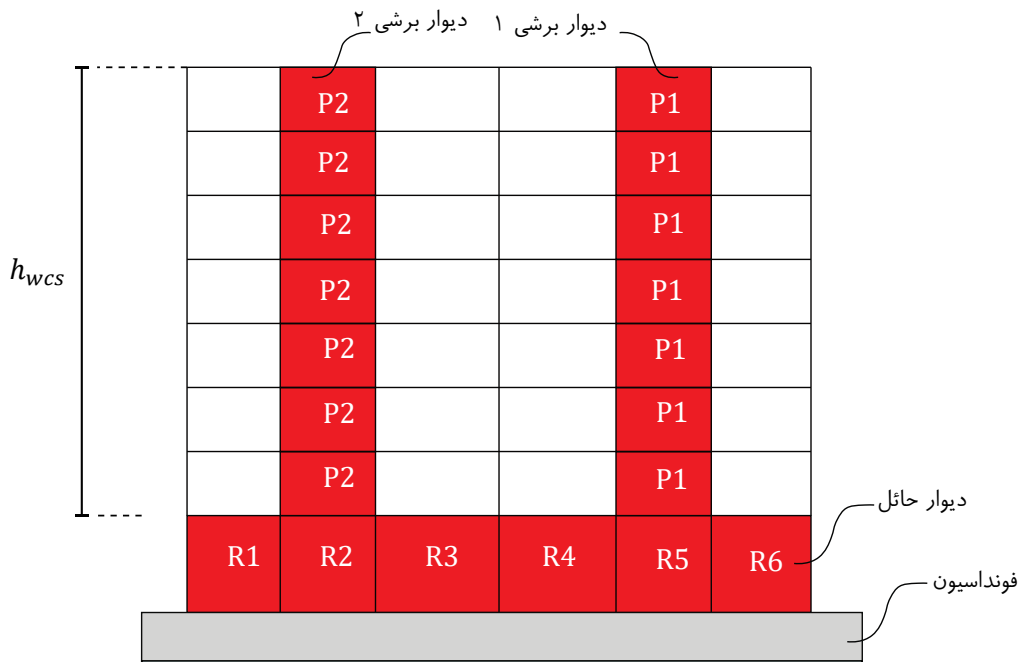 دیوار برشی ۱
دیوار برشی ۲
P2 P1
P2 P1
P2 P1
h_wcs
P2 P1
P2 P1
P2 P1
P2 P1
دیوار حائل
R1 R2 R3 R4 R5 R6
فونداسیون